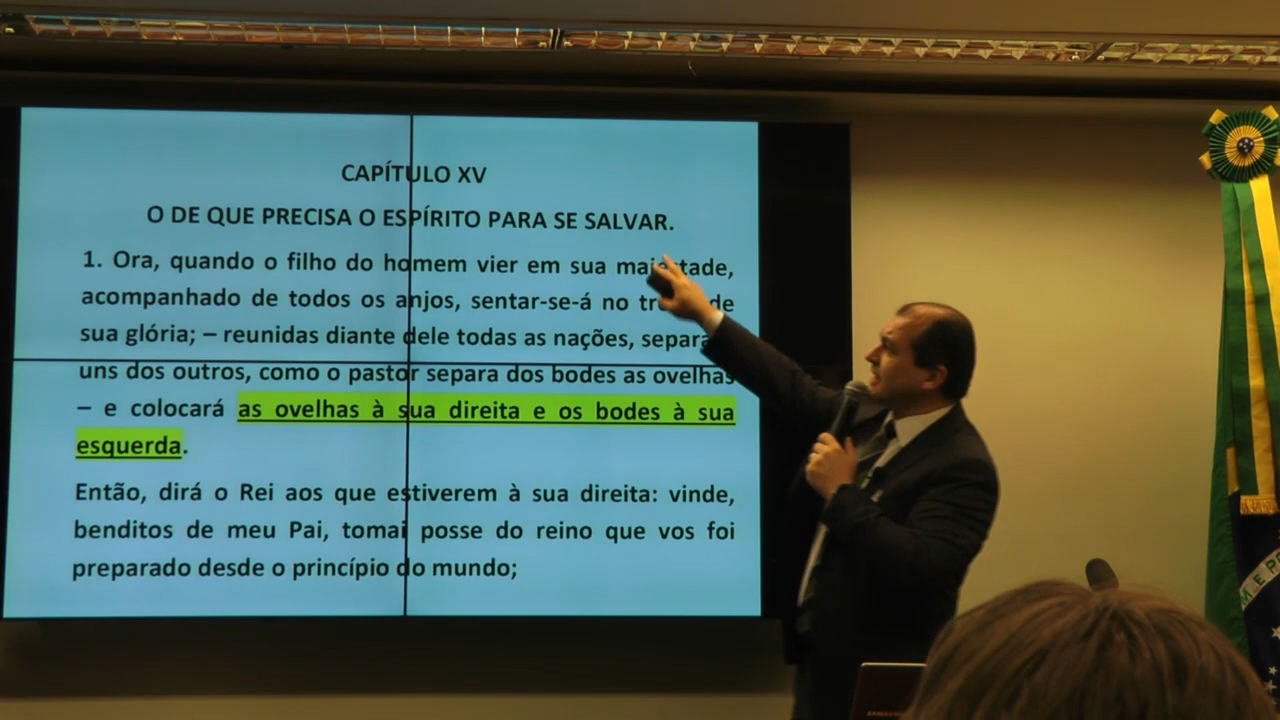 CAPÍTULO XV
O DE QUE PRECISA O ESPÍRITO PARA SE SALVAR.
1. Ora, quando o filho do homem vier em sua
acompanhado de todos os anjos, sentar-se-á no de
sua glória; – reunidas diante dele todas as nações,
uns dos outros, como o pastor separa dos bodes as ovelhas
– e colocará as ovelhas à sua direita e os bodes à sua
esquerda.
Então, dirá o Rei aos que estiverem à sua direita: vinde,
benditos de meu Pai, tomai posse do reino que vos foi
preparado desde o princípio do mundo;